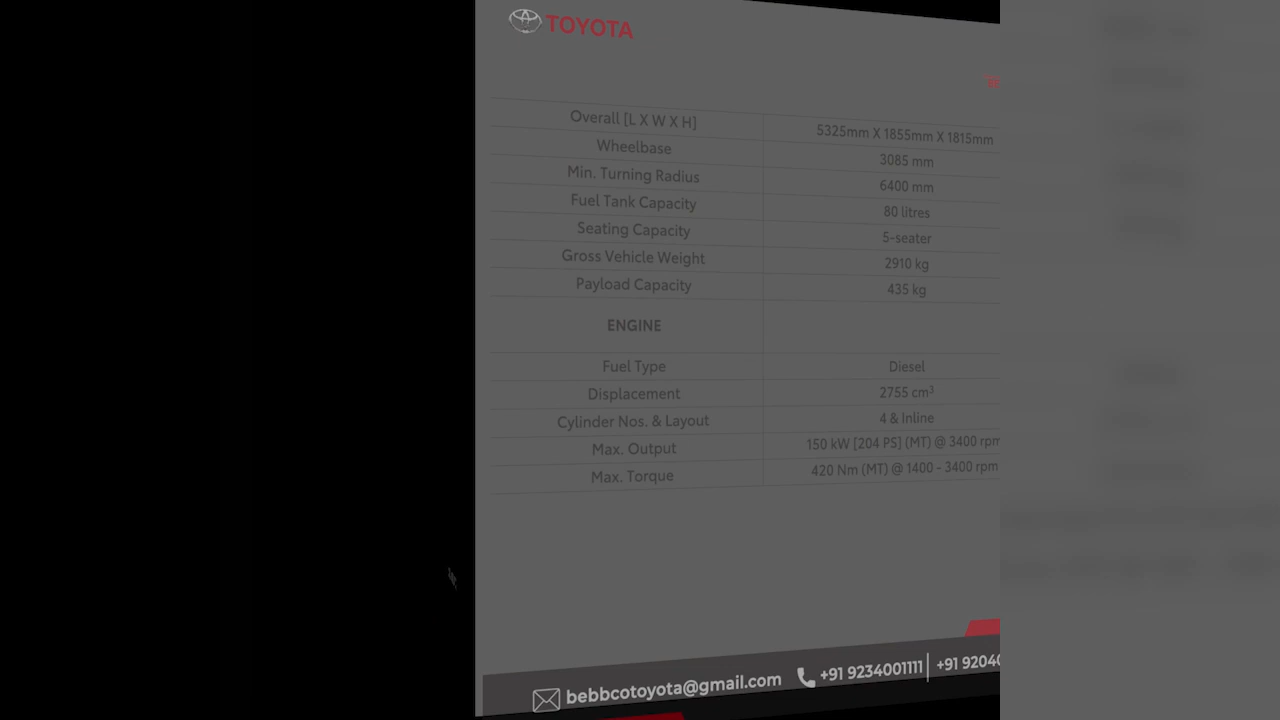 TOYOTA
Overall [L X W X H] 5325mm X 1855mm X 1815mm
Wheelbase 3085 mm
Min. Turning Radius 6400 mm
Fuel Tank Capacity 80 litres
Seating Capacity 5-seater
Gross Vehicle Weight 2910 kg
Payload Capacity 435 kg
ENGINE
Fuel Type Diesel
Displacement 2755 cm³
Cylinder Nos. & Layout 4 & Inline
Max. Output 150 kW [204 PS] (MT) @ 3400 rpm
Max. Torque 420 Nm (MT) @ 1400 - 3400 rpm
bebbcotoyota@gmail.com +91 9234001111 +91 9204